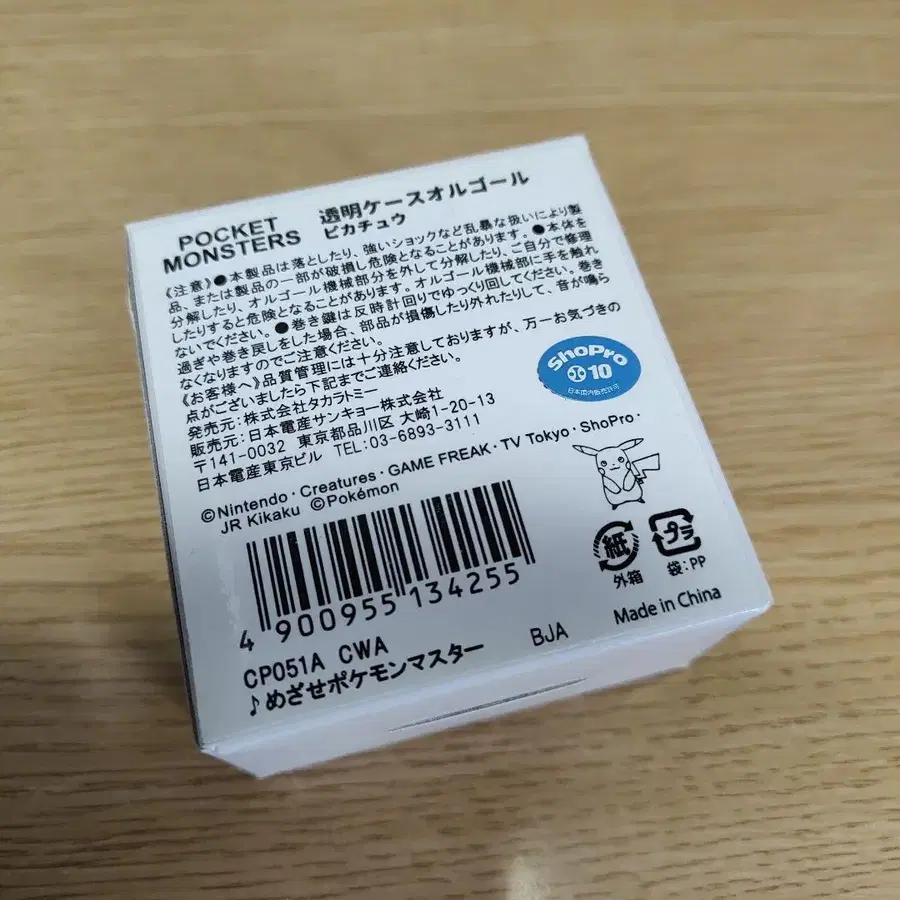 POCKET MONSTERS
透明ケースオルゴール
ピカチュウ
《注意》●本製品は落としたり、強いショックなど乱暴な扱いにより製
品、または製品の一部が破損し危険となることがあります。●本体を
分解したり、オルゴール機械部分を外して分解したり、ご自分で修理
したりすると危険となることがあります。オルゴール機械部に手を触れ
ないでください。●巻き鍵は反時計回りでゆっくり回してください。巻き
過ぎや巻き戻しをした場合、部品が損傷したり外れたりして、音が鳴ら
なくなりますのでご注意ください。
《お客様へ》品質管理には十分注意しておりますが、万一お気づきの
点がございましたら下記までご連絡ください。
発売元:株式会社タカラトミー
販売元:日本電産サンキョー株式会社
〒141-0032 東京都品川区 大崎1-20-13
日本電産東京ビル TEL:03-6893-3111
©Nintendo・Creatures・GAME FREAK・TV Tokyo・ShoPro・
JR Kikaku ©Pokémon
ShoPro
10
日本国内販売許可
紙
外箱
プラ
袋:PP
4 900955 134255
CP051A CWA
BJA
Made in China
♪めざせポケモンマスター